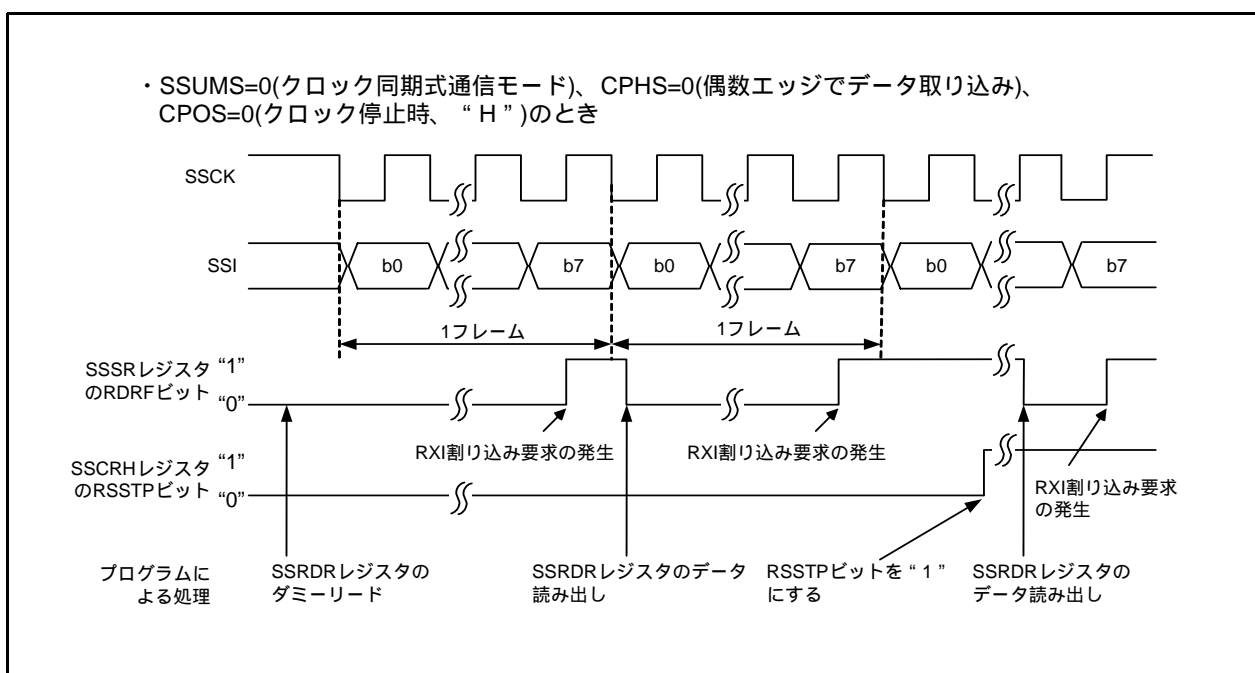 ・SSUMS=0(クロック同期式通信モード)、CPHS=0(偶数エッジでデータ取り込み)、
CPOS=0(クロック停止時、“H”)のとき
SSCK
SSI
b0
b7
b0
b7
b0
b7
1フレーム
1フレーム
SSSRレジスタ
のRDRFビット
“1”
“0”
RXI割り込み要求の発生
RXI割り込み要求の発生
RXI割り込み要求
の発生
SSCRHレジスタ
のRSSTPビット
“1”
“0”
プログラムに
よる処理
SSRDRレジスタの
ダミーリード
SSRDRレジスタのデータ
読み出し
RSSTPビットを“1”
にする
SSRDRレジスタの
データ読み出し